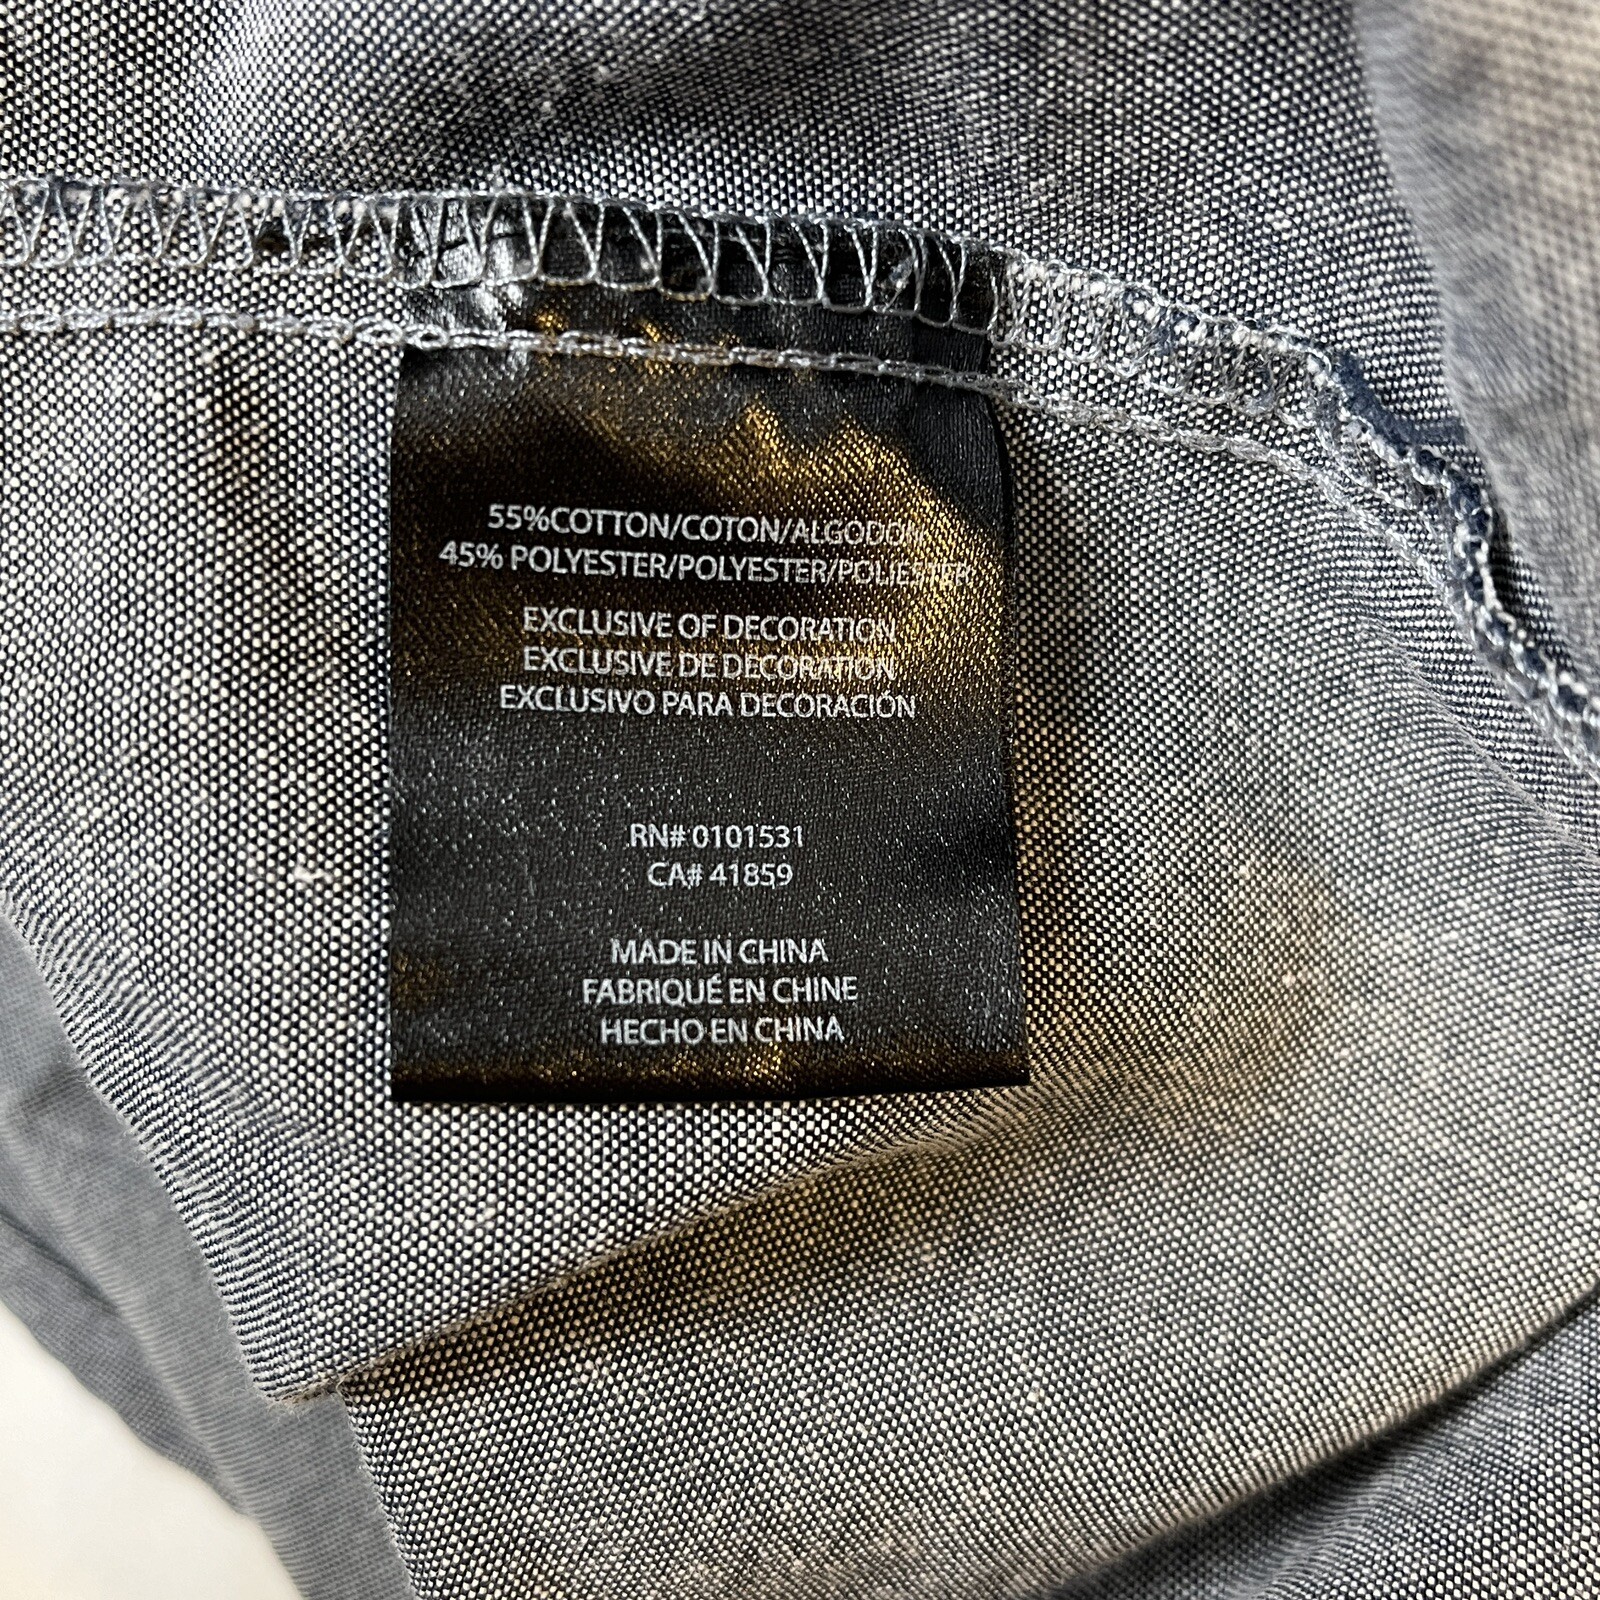 55%COTTON/COTON/ALGODON
45% POLYESTER/POLYESTER/POLIESTER
EXCLUSIVE OF DECORATION
EXCLUSIVE DE DECORATION
EXCLUSIVO PARA DECORACIÓN
RN# 0101531
CA# 41859
MADE IN CHINA
FABRIQUÉ EN CHINE
HECHO EN CHINA